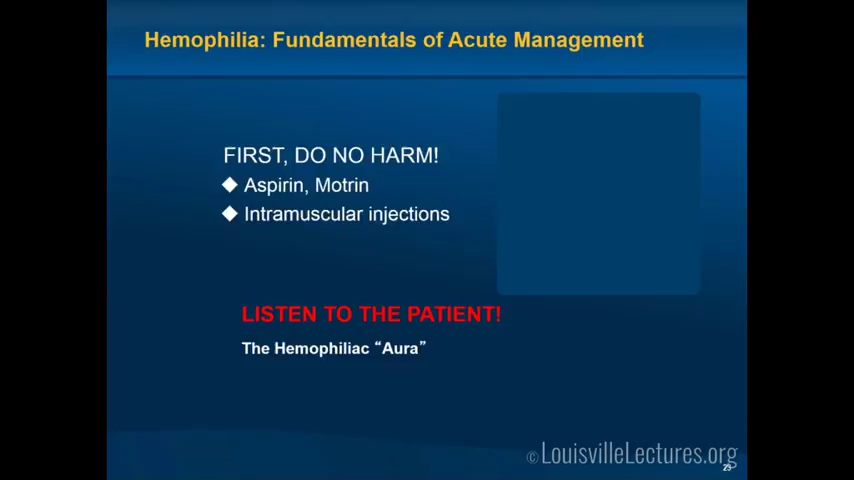 Hemophilia: Fundamentals of Acute Management
FIRST, DO NO HARM!
◆ Aspirin, Motrin
◆ Intramuscular injections
LISTEN TO THE PATIENT!
The Hemophiliac “Aura”
©LouisvilleLectures.org